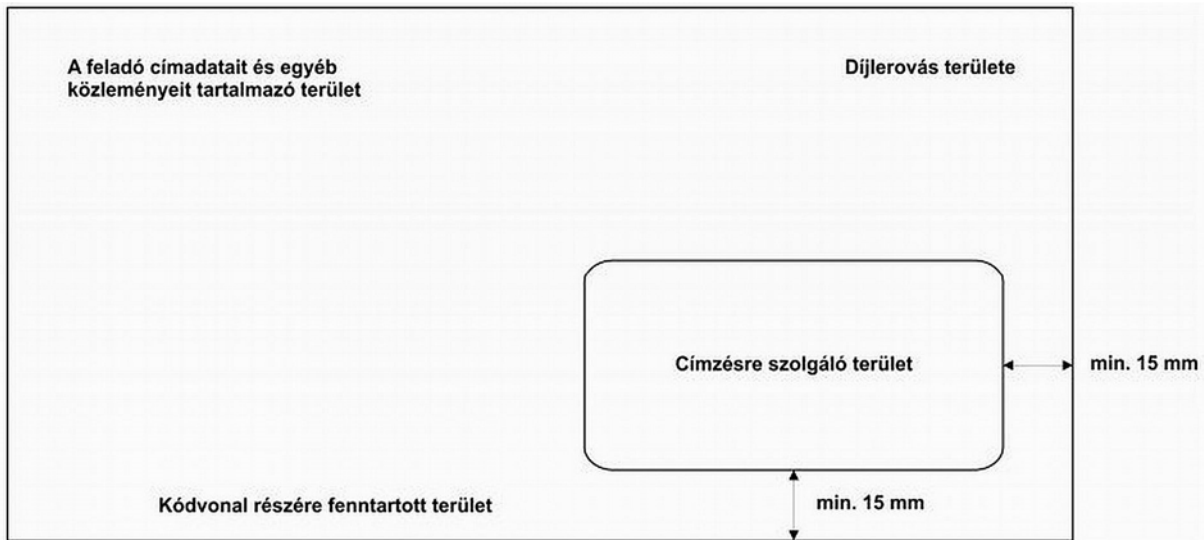 A feladó címadatait és egyéb
közleményeit tartalmazó terület
Díjlerovás területe
Címzésre szolgáló terület
min. 15 mm
Kódvonal részére fenntartott terület
min. 15 mm